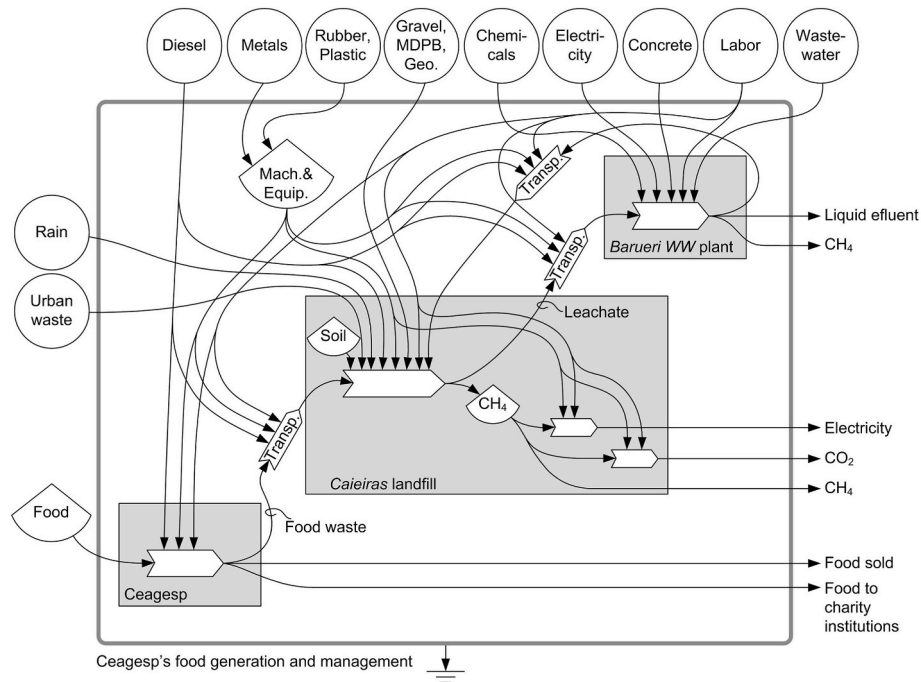 Diesel
Metals
Rubber,
Plastic
Gravel,
MDPB,
Geo.
Chemi-
cals
Electri-
city
Concrete
Labor
Waste-
water
Mach.&
Equip.
Transp.
Barueri WW plant
Liquid efluent
CH₄
Rain
Urban
waste
Transp.
Leachate
Soil
CH₄
Transp.
Electricity
CO₂
CH₄
Caieiras landfill
Food
Food waste
Ceagesp
Food sold
Food to
charity
institutions
Ceagesp's food generation and management